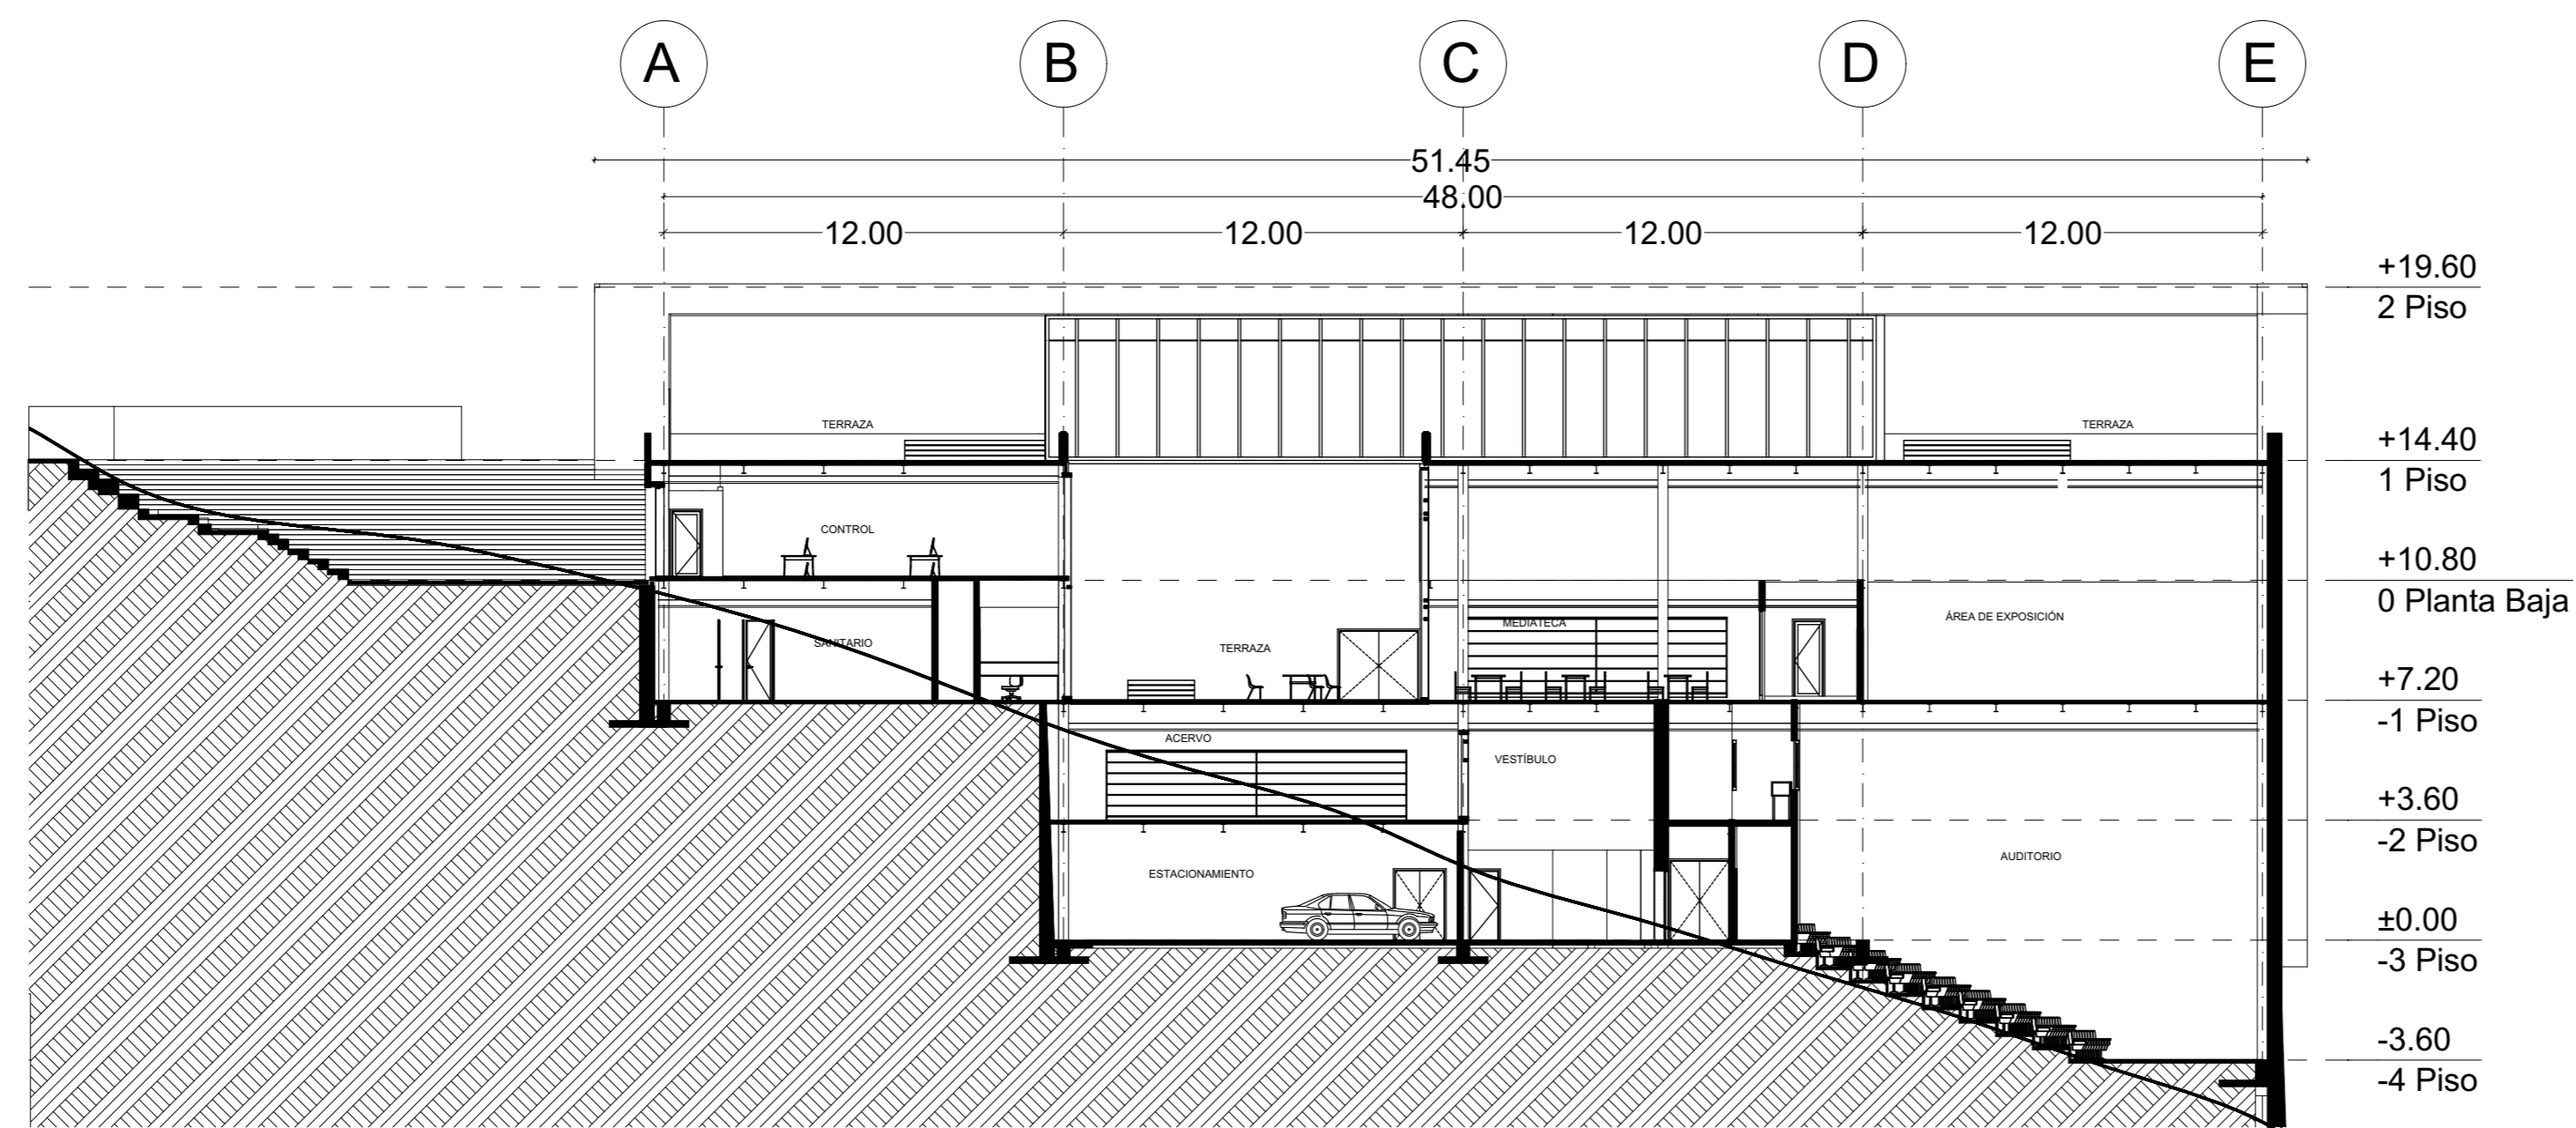 A B C D E
51.45
48.00
12.00 12.00 12.00 12.00
+19.60
2 Piso
TERRAZA TERRAZA
+14.40
1 Piso
CONTROL
+10.80
0 Planta Baja
ÁREA DE EXPOSICIÓN
MEDIATECA
SANITARIO
TERRAZA
+7.20
-1 Piso
ACERVO
VESTÍBULO
+3.60
-2 Piso
AUDITORIO
ESTACIONAMIENTO
±0.00
-3 Piso
-3.60
-4 Piso